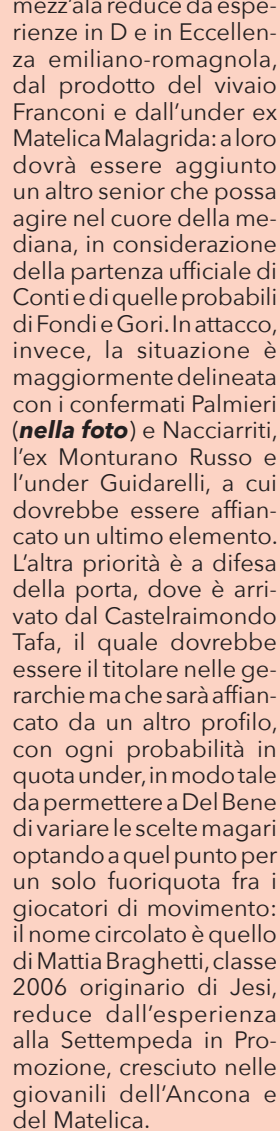 mezz'ala reduce da espe-
rienze in D e in Eccellen-
za emiliano-romagnola,
dal prodotto del vivaio
Franconi e dall'under ex
Matelica Malagrida: a loro
dovrà essere aggiunto
un altro senior che possa
agire nel cuore della me-
diana, in considerazione
della partenza ufficiale di
Conti e di quelle probabili
di Fondi e Gori. In attacco,
invece, la situazione è
maggiormente delineata
con i confermati Palmieri
(nella foto) e Nacciarriti,
l'ex Monturano Russo e
l'under Guidarelli, a cui
dovrebbe essere affian-
cato un ultimo elemento.
L'altra priorità è a difesa
della porta, dove è arri-
vato dal Castelraimondo
Tafa, il quale dovrebbe
essere il titolare nelle ge-
rarchie ma che sarà affian-
cato da un altro profilo,
con ogni probabilità in
quota under, in modo tale
da permettere a Del Bene
di variare le scelte magari
optando a quel punto per
un solo fuoriquota fra i
giocatori di movimento:
il nome circolato è quello
di Mattia Braghetti, classe
2006 originario di Jesi,
reduce dall'esperienza
alla Settempeda in Pro-
mozione, cresciuto nelle
giovanili dell'Ancona e
del Matelica.